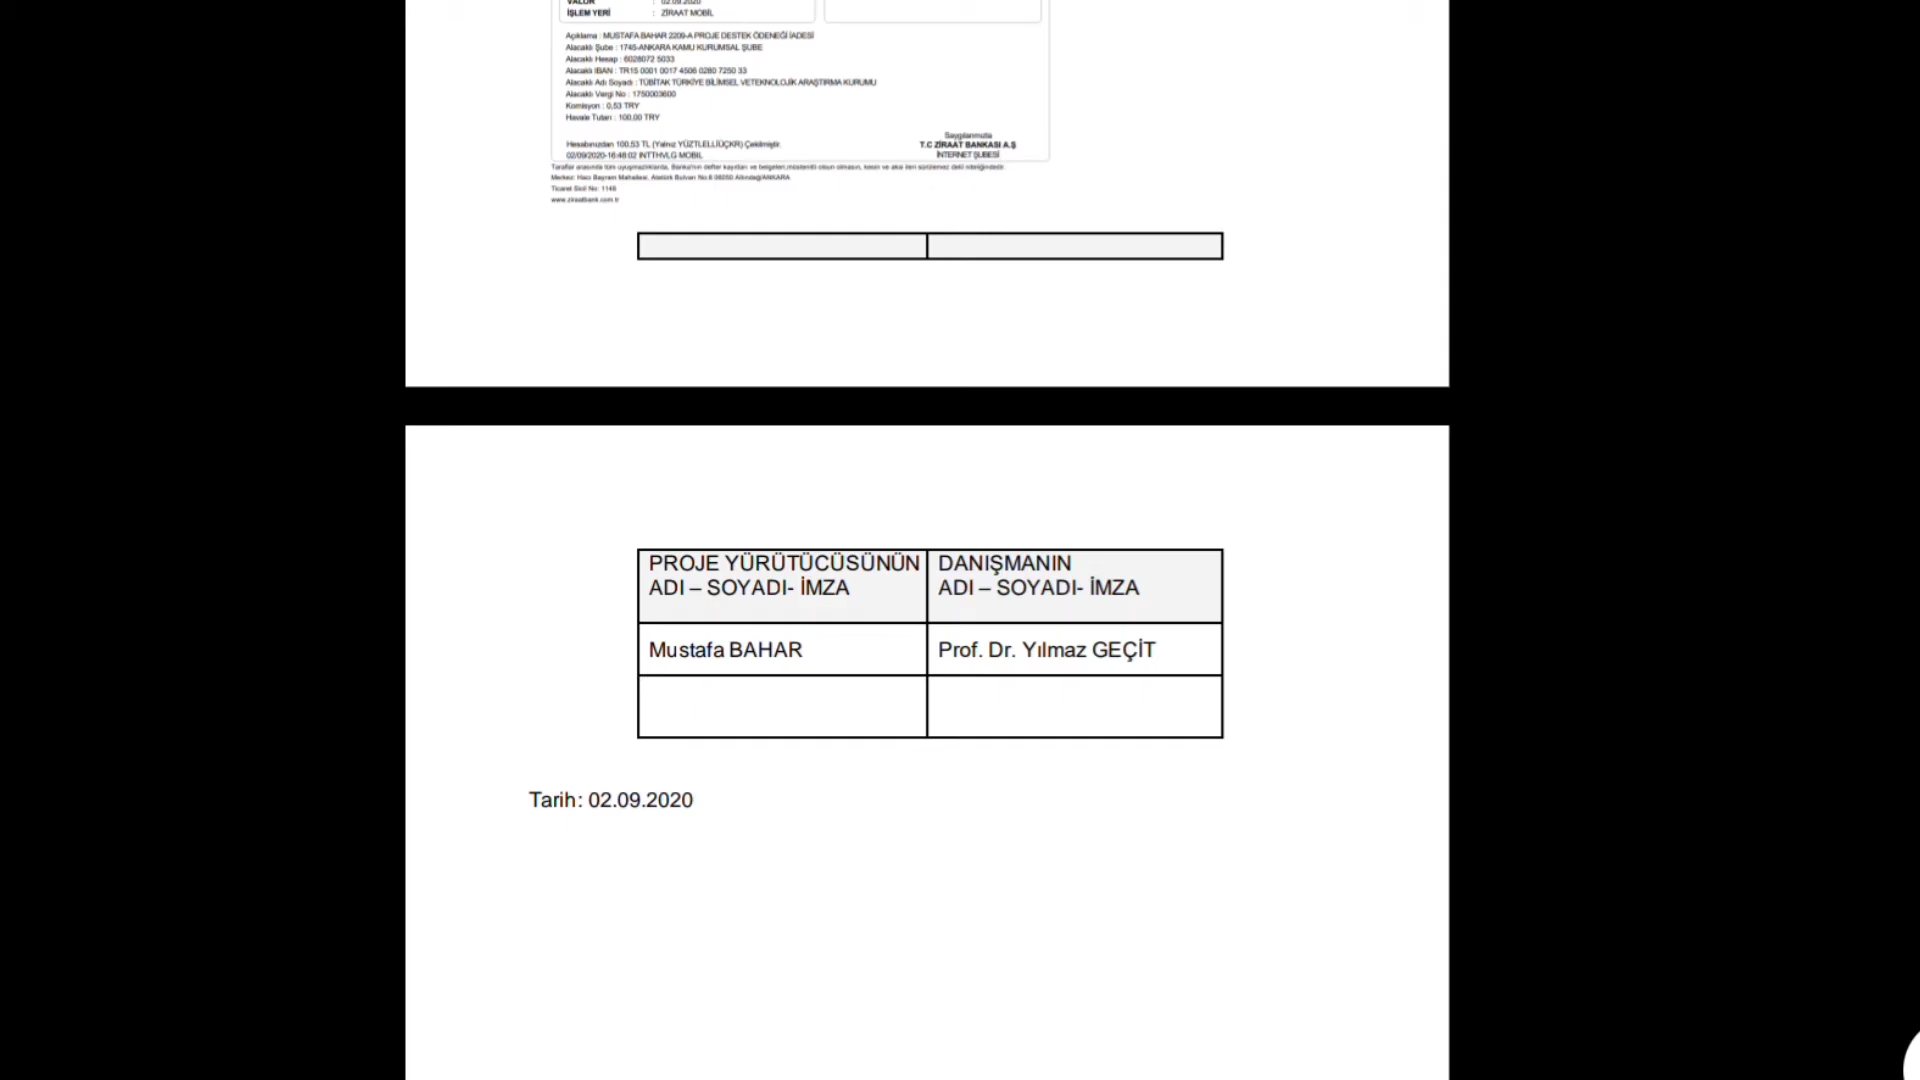 VALÖR : 02.09.2020
İŞLEM YERİ : ZİRAAT MOBİL
Açıklama : MUSTAFA BAHAR 2209-A PROJE DESTEK ÖDENEĞİ İADESİ
Alacaklı Şube : 1745-ANKARA KAMU KURUMSAL ŞUBE
Alacaklı Hesap : 6028072 5033
Alacaklı IBAN : TR15 0001 0017 4506 0280 7250 33
Alacaklı Adı Soyadı : TÜBİTAK TÜRKİYE BİLİMSEL VETEKNOLOJİK ARAŞTIRMA KURUMU
Alacaklı Vergi No : 1750003600
Komisyon : 0,53 TRY
Havale Tutarı : 100,00 TRY
Saygılarımızla
Hesabınızdan 100,53 TL (Yalnız YÜZTLELLİÜÇKR) Çekilmiştir. T.C ZİRAAT BANKASI A.Ş
02/09/2020-16:48:02 INTTHVLG MOBIL İNTERNET ŞUBESİ
Taraflar arasında tüm uyuşmazlıklarda, Banka'nın defter kayıtları ve belgeleri,müstenitli olsun olmasın, kesin ve aksi ileri sürülemez delil niteliğindedir.
Merkez: Hacı Bayram Mahallesi, Atatürk Bulvarı No:8 06050 Altındağ/ANKARA
Ticaret Sicil No: 1148
www.ziraatbank.com.tr
PROJE YÜRÜTÜCÜSÜNÜN
ADI – SOYADI- İMZA
DANIŞMANIN
ADI – SOYADI- İMZA
Mustafa BAHAR
Prof. Dr. Yılmaz GEÇİT
Tarih: 02.09.2020